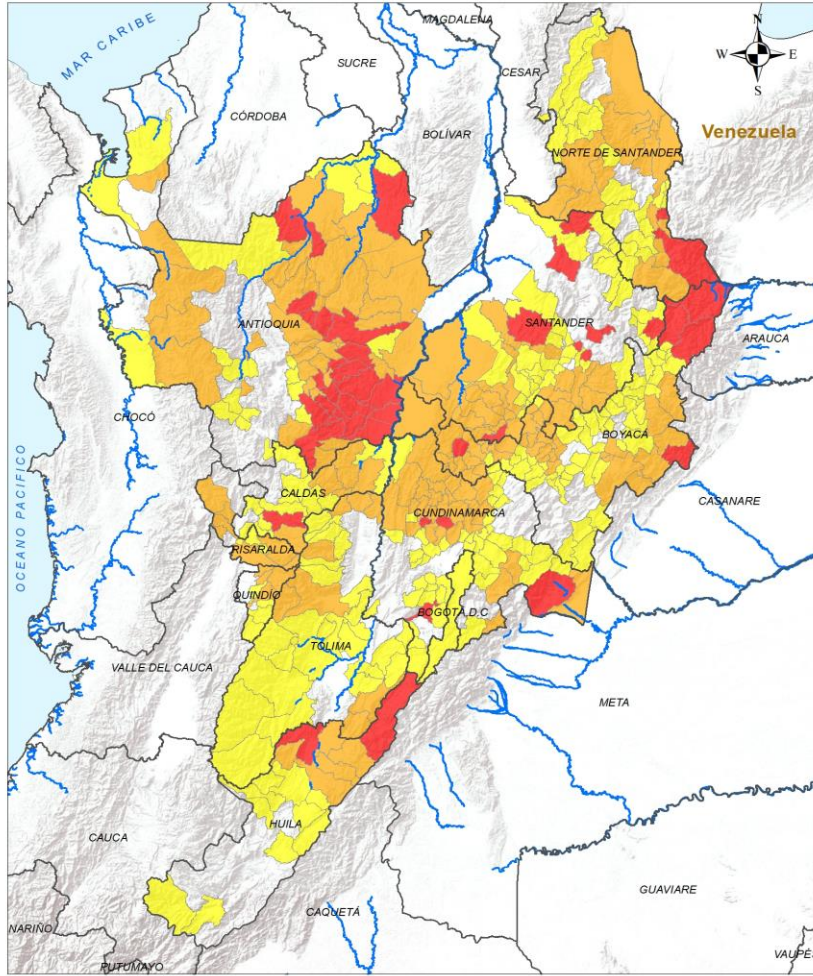 MAR CARIBE
MAGDALENA
SUCRE
CESAR
N
W
E
S
CÓRDOBA
BOLÍVAR
Venezuela
NORTE DE SANTANDER
ANTIOQUIA
SANTANDER
ARAUCA
CHOCÓ
BOYACÁ
OCEANO PACIFICO
CALDAS
CUNDINAMARCA
CASANARE
RISARALDA
QUINDÍO
BOGOTÁ D.C
TOLIMA
VALLE DEL CAUCA
META
HUILA
CAUCA
GUAVIARE
CAQUETÁ
NARIÑO
PUTUMAYO
VAUPÉS